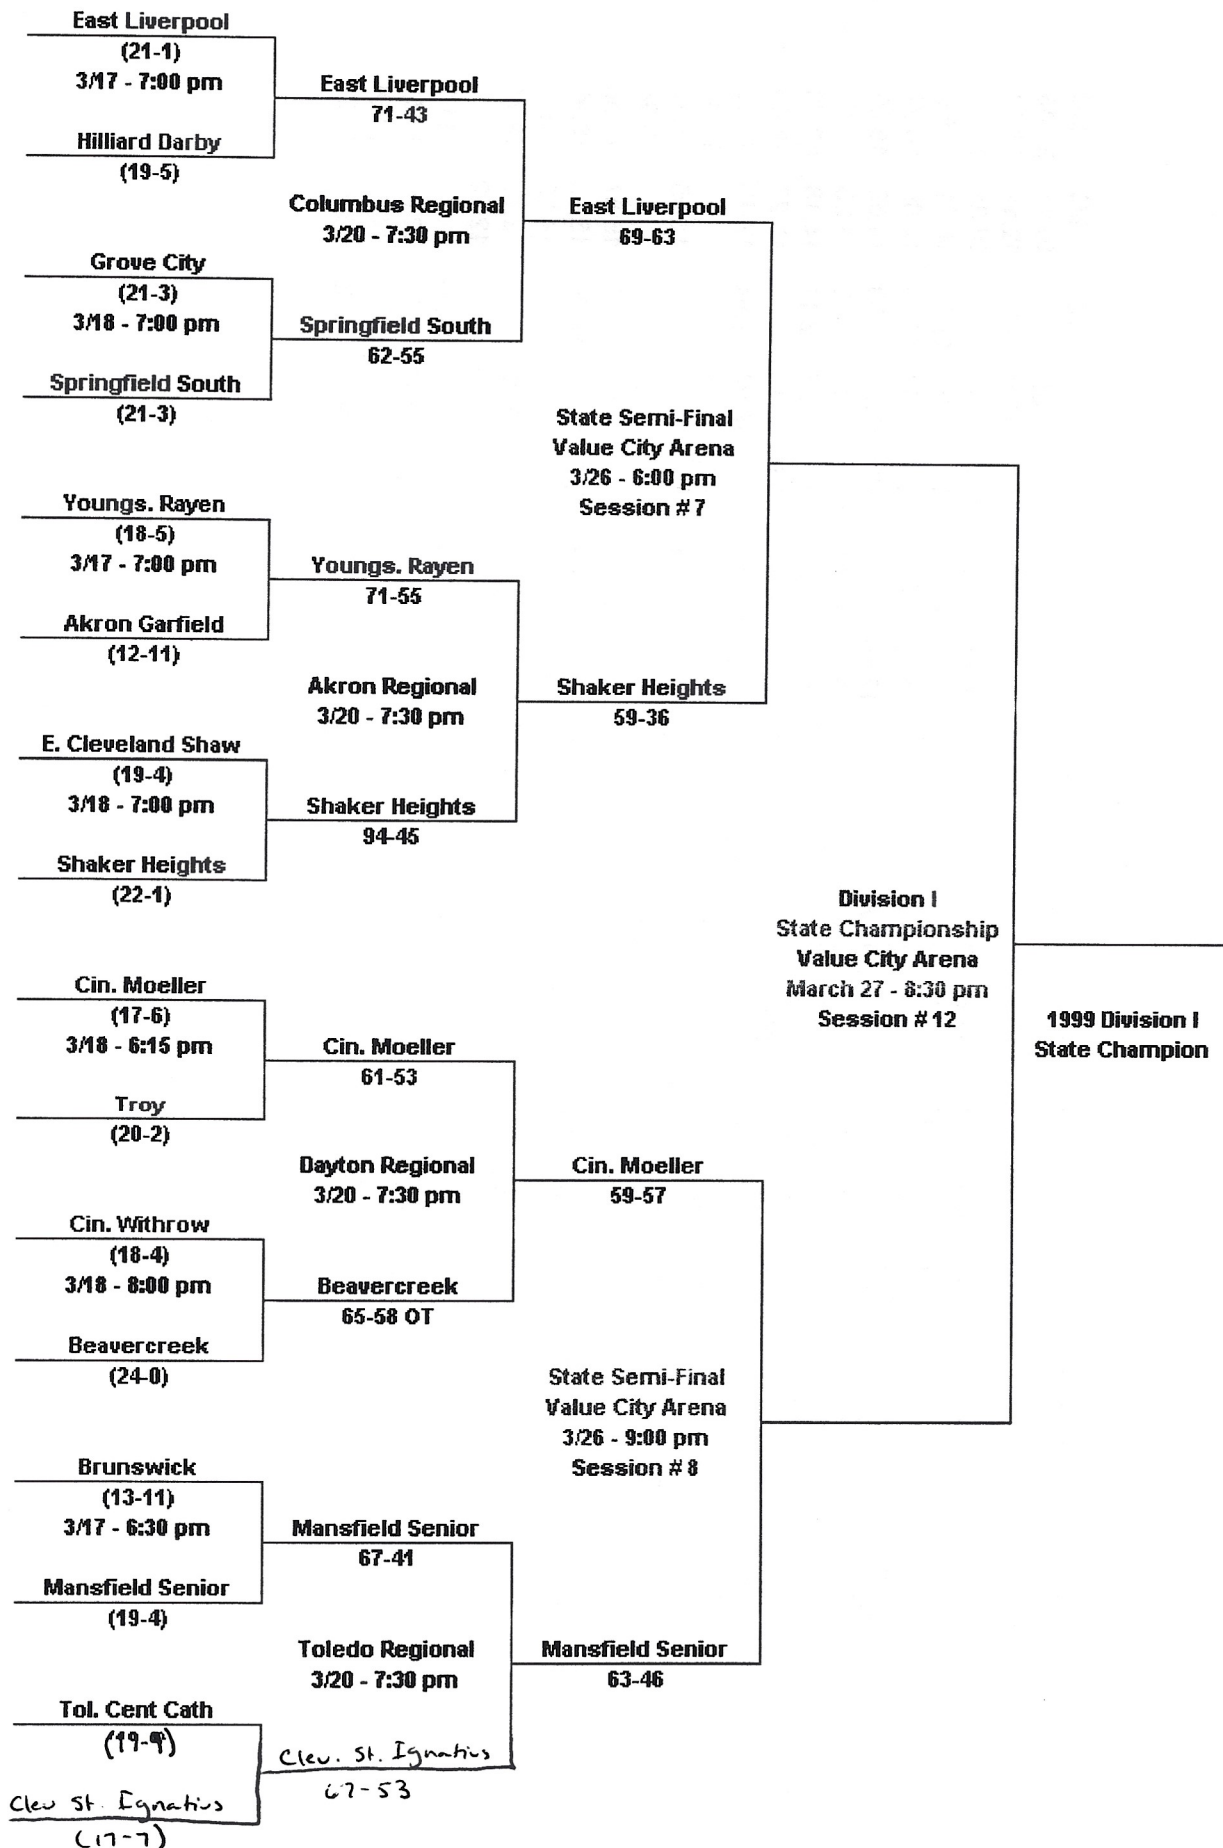 East Liverpool
(21-1)
3/17 - 7:00 pm
East Liverpool
71-43
Hilliard Darby
(19-5)
Columbus Regional
3/20 - 7:30 pm
East Liverpool
69-63
Grove City
(21-3)
3/18 - 7:00 pm
Springfield South
62-55
Springfield South
(21-3)
State Semi-Final
Value City Arena
3/26 - 6:00 pm
Session # 7
Youngs. Rayen
(18-5)
3/17 - 7:00 pm
Youngs. Rayen
71-55
Akron Garfield
(12-11)
Akron Regional
3/20 - 7:30 pm
Shaker Heights
59-36
E. Cleveland Shaw
(19-4)
3/18 - 7:00 pm
Shaker Heights
94-45
Shaker Heights
(22-1)
Division I
State Championship
Value City Arena
March 27 - 8:30 pm
Session # 12
1999 Division I
State Champion
Cin. Moeller
(17-6)
3/18 - 6:15 pm
Cin. Moeller
61-53
Troy
(20-2)
Dayton Regional
3/20 - 7:30 pm
Cin. Moeller
59-57
Cin. Withrow
(18-4)
3/18 - 8:00 pm
Beavercreek
65-58 OT
Beavercreek
(24-0)
State Semi-Final
Value City Arena
3/26 - 9:00 pm
Session # 8
Brunswick
(13-11)
3/17 - 6:30 pm
Mansfield Senior
67-41
Mansfield Senior
(19-4)
Toledo Regional
3/20 - 7:30 pm
Mansfield Senior
63-46
Tol. Cent Cath
Clev. St. Ignatius
67-53
Clev St. Ignatius
(17-7)